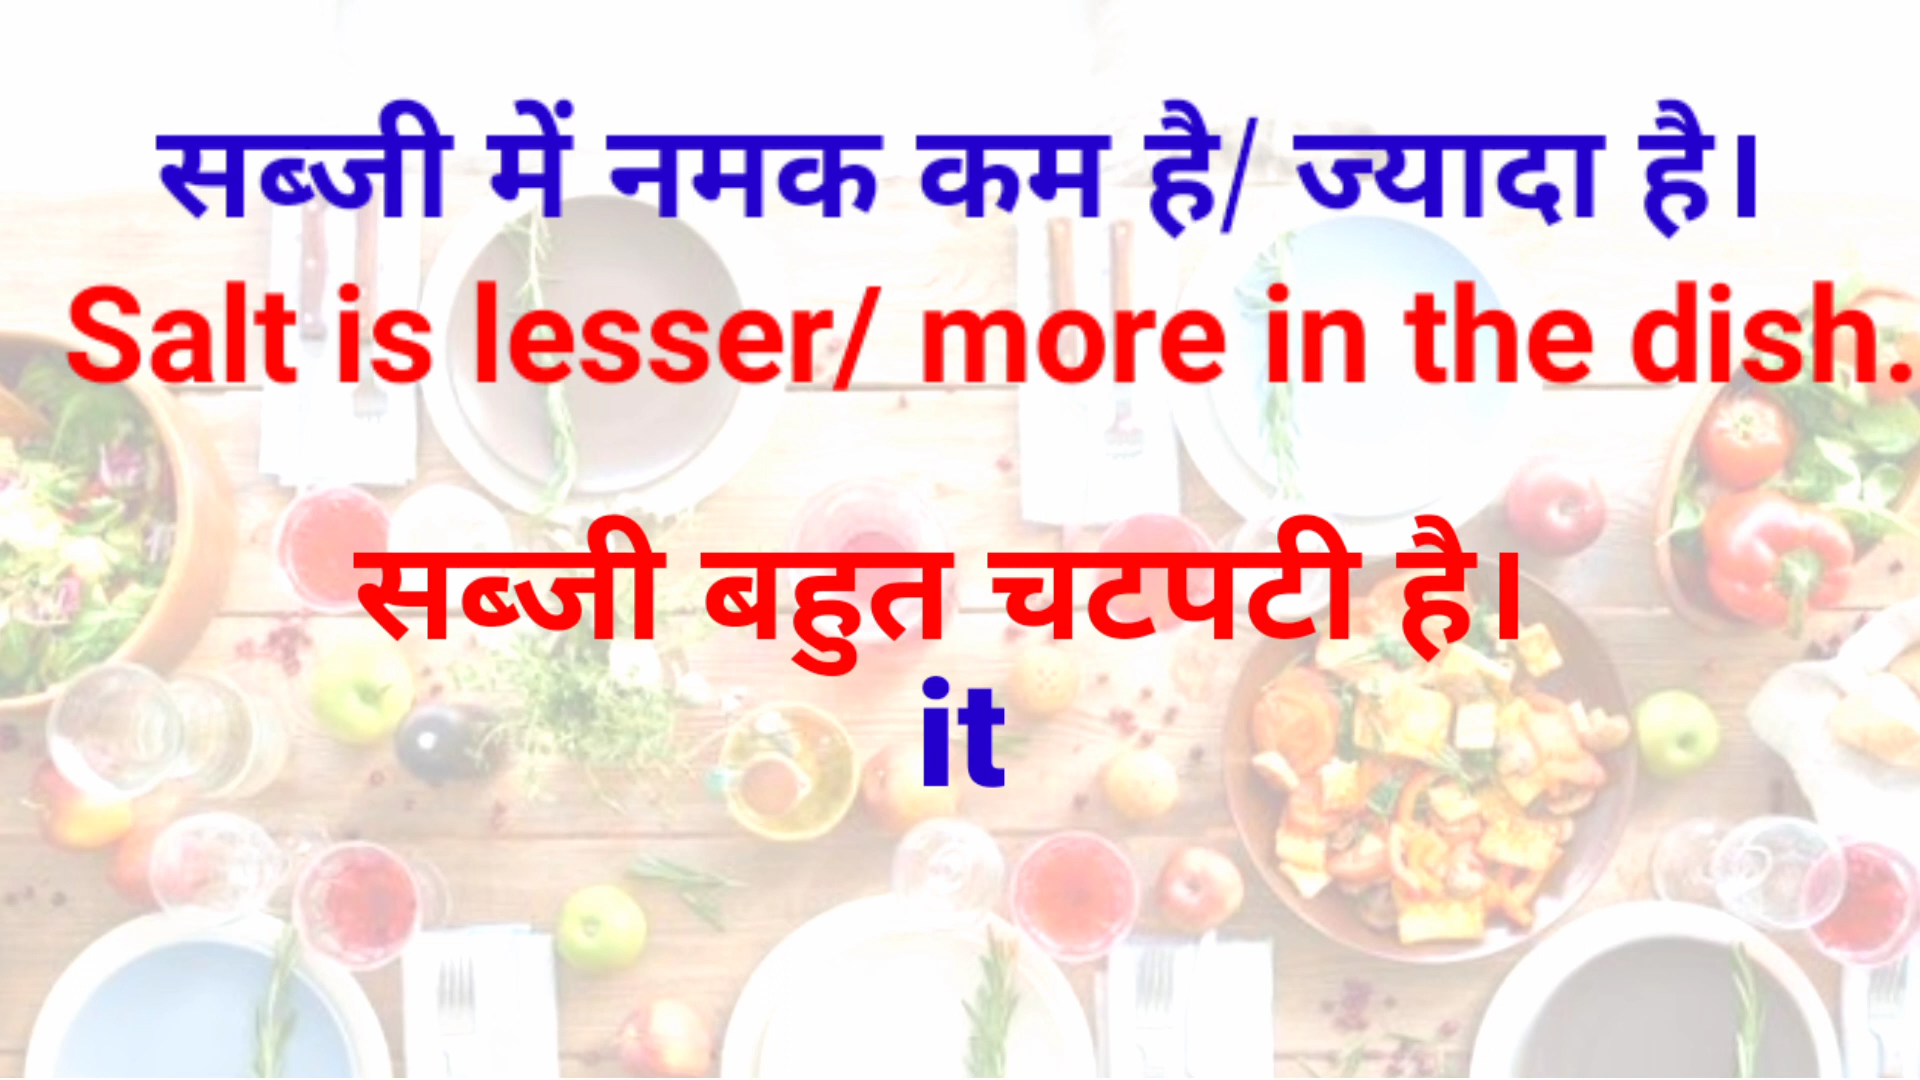 सब्जी में नमक कम है/ ज्यादा है।
Salt is lesser/ more in the dish.
सब्जी बहुत चटपटी है।
it